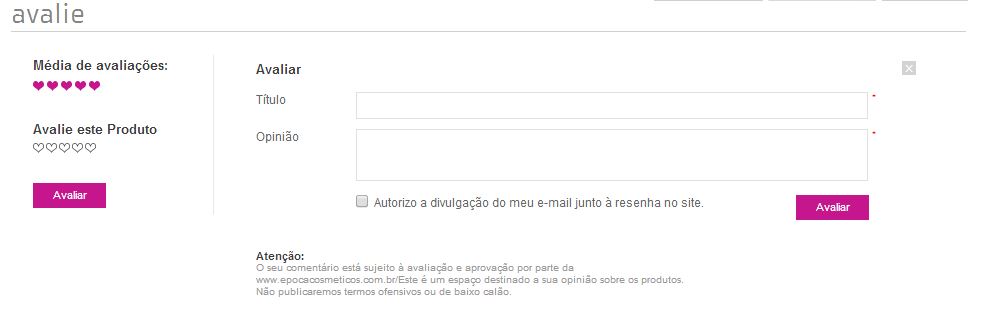 avalie
Média de avaliações:
Avalie este Produto
Avaliar
Avaliar
Título
*
Opinião
*
Autorizo a divulgação do meu e-mail junto à resenha no site.
Avaliar
Atenção:
O seu comentário está sujeito à avaliação e aprovação por parte da
www.epocacosmeticos.com.br/Este é um espaço destinado a sua opinião sobre os produtos.
Não publicaremos termos ofensivos ou de baixo calão.